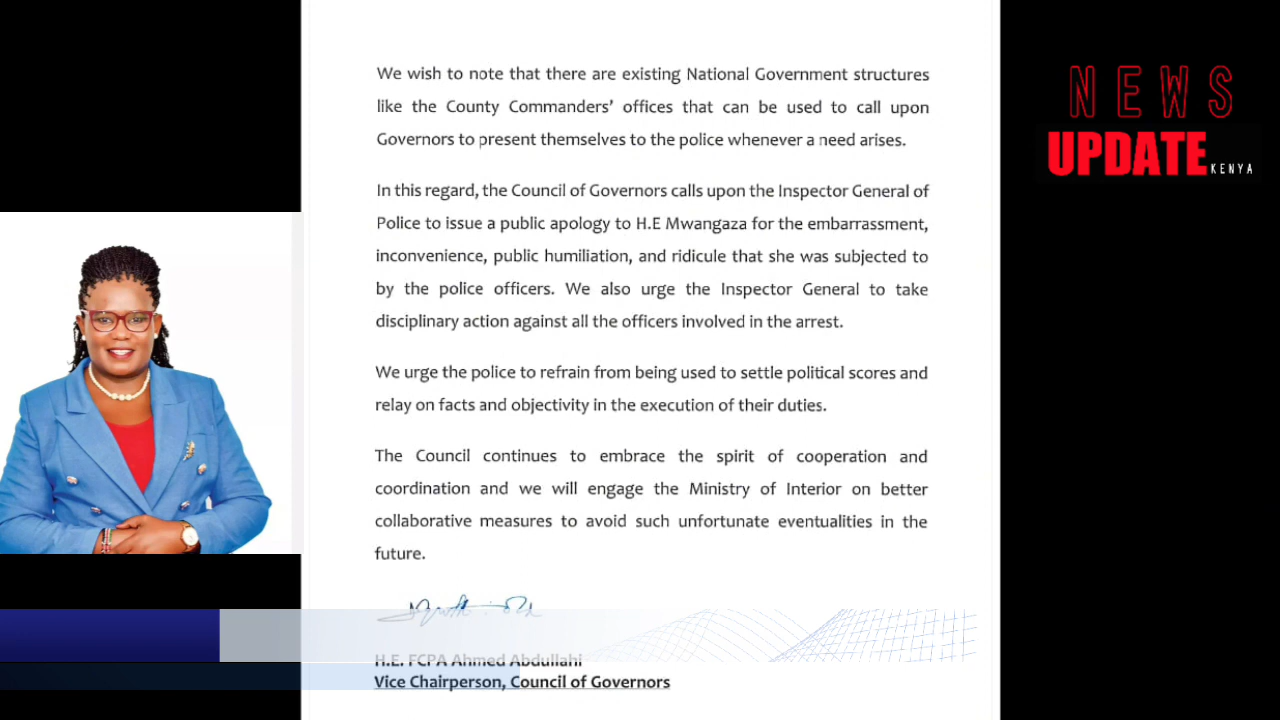 We wish to note that there are existing National Government structures
like the County Commanders’ offices that can be used to call upon
Governors to present themselves to the police whenever a need arises.
In this regard, the Council of Governors calls upon the Inspector General of
Police to issue a public apology to H.E Mwangaza for the embarrassment,
inconvenience, public humiliation, and ridicule that she was subjected to
by the police officers. We also urge the Inspector General to take
disciplinary action against all the officers involved in the arrest.
We urge the police to refrain from being used to settle political scores and
relay on facts and objectivity in the execution of their duties.
The Council continues to embrace the spirit of cooperation and
coordination and we will engage the Ministry of Interior on better
collaborative measures to avoid such unfortunate eventualities in the
future.
H.E. FCPA Ahmed Abdullahi
Vice Chairperson, Council of Governors
NEWS
UPDATE KENYA